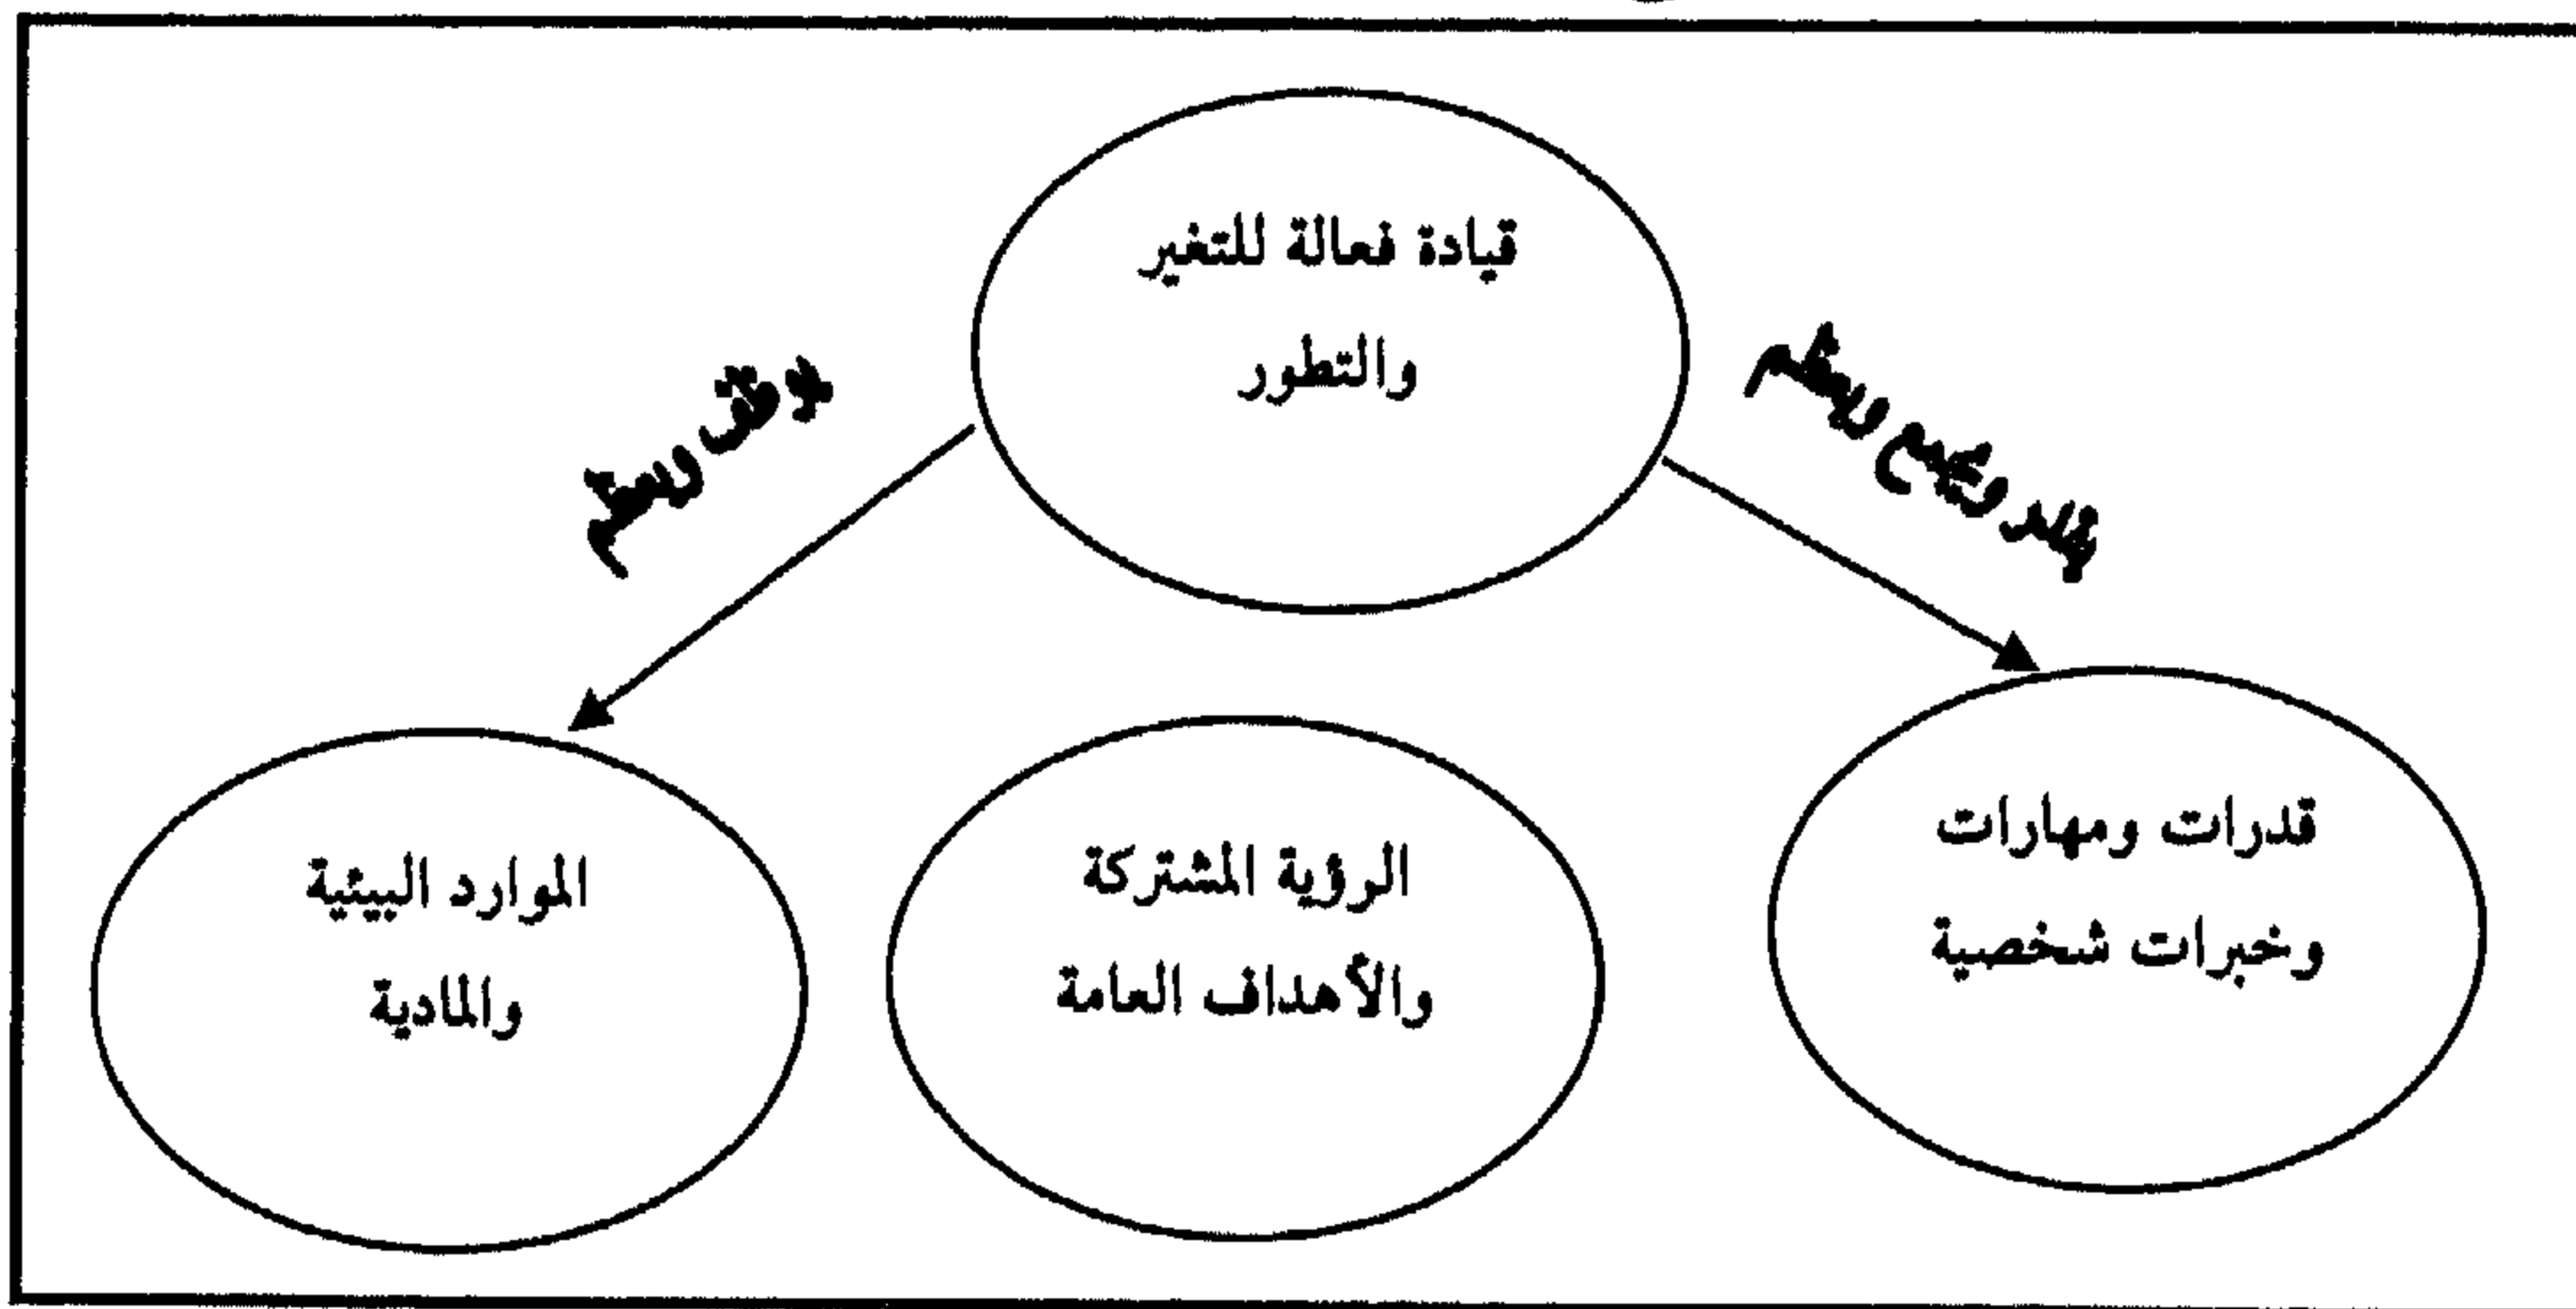 قيادة فعالة للتغير
والتطور
قدرات ومهارات
وخبرات شخصية
الرؤية المشتركة
والأهداف العامة
الموارد البيئية
والمادية